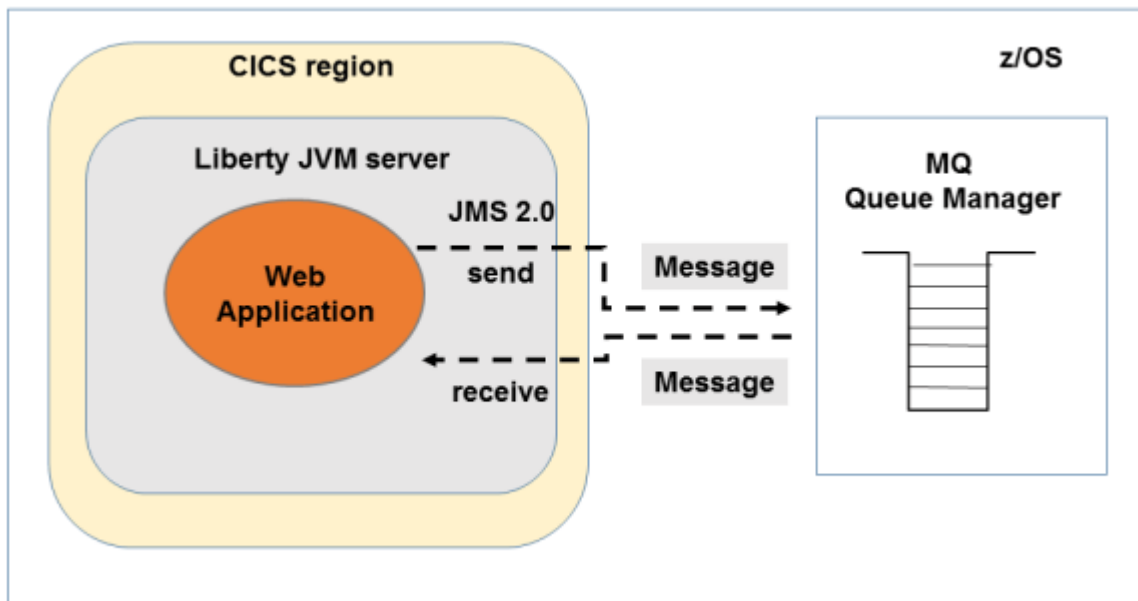 CICS region
z/OS
Liberty JVM server
MQ
Queue Manager
JMS 2.0
send
Message
Web
Application
receive
Message